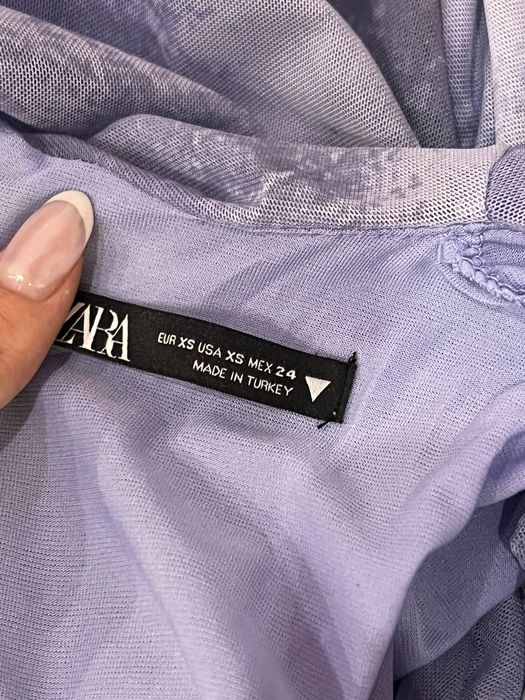 ZARA
EUR XS USA XS MEX 24
MADE IN TURKEY